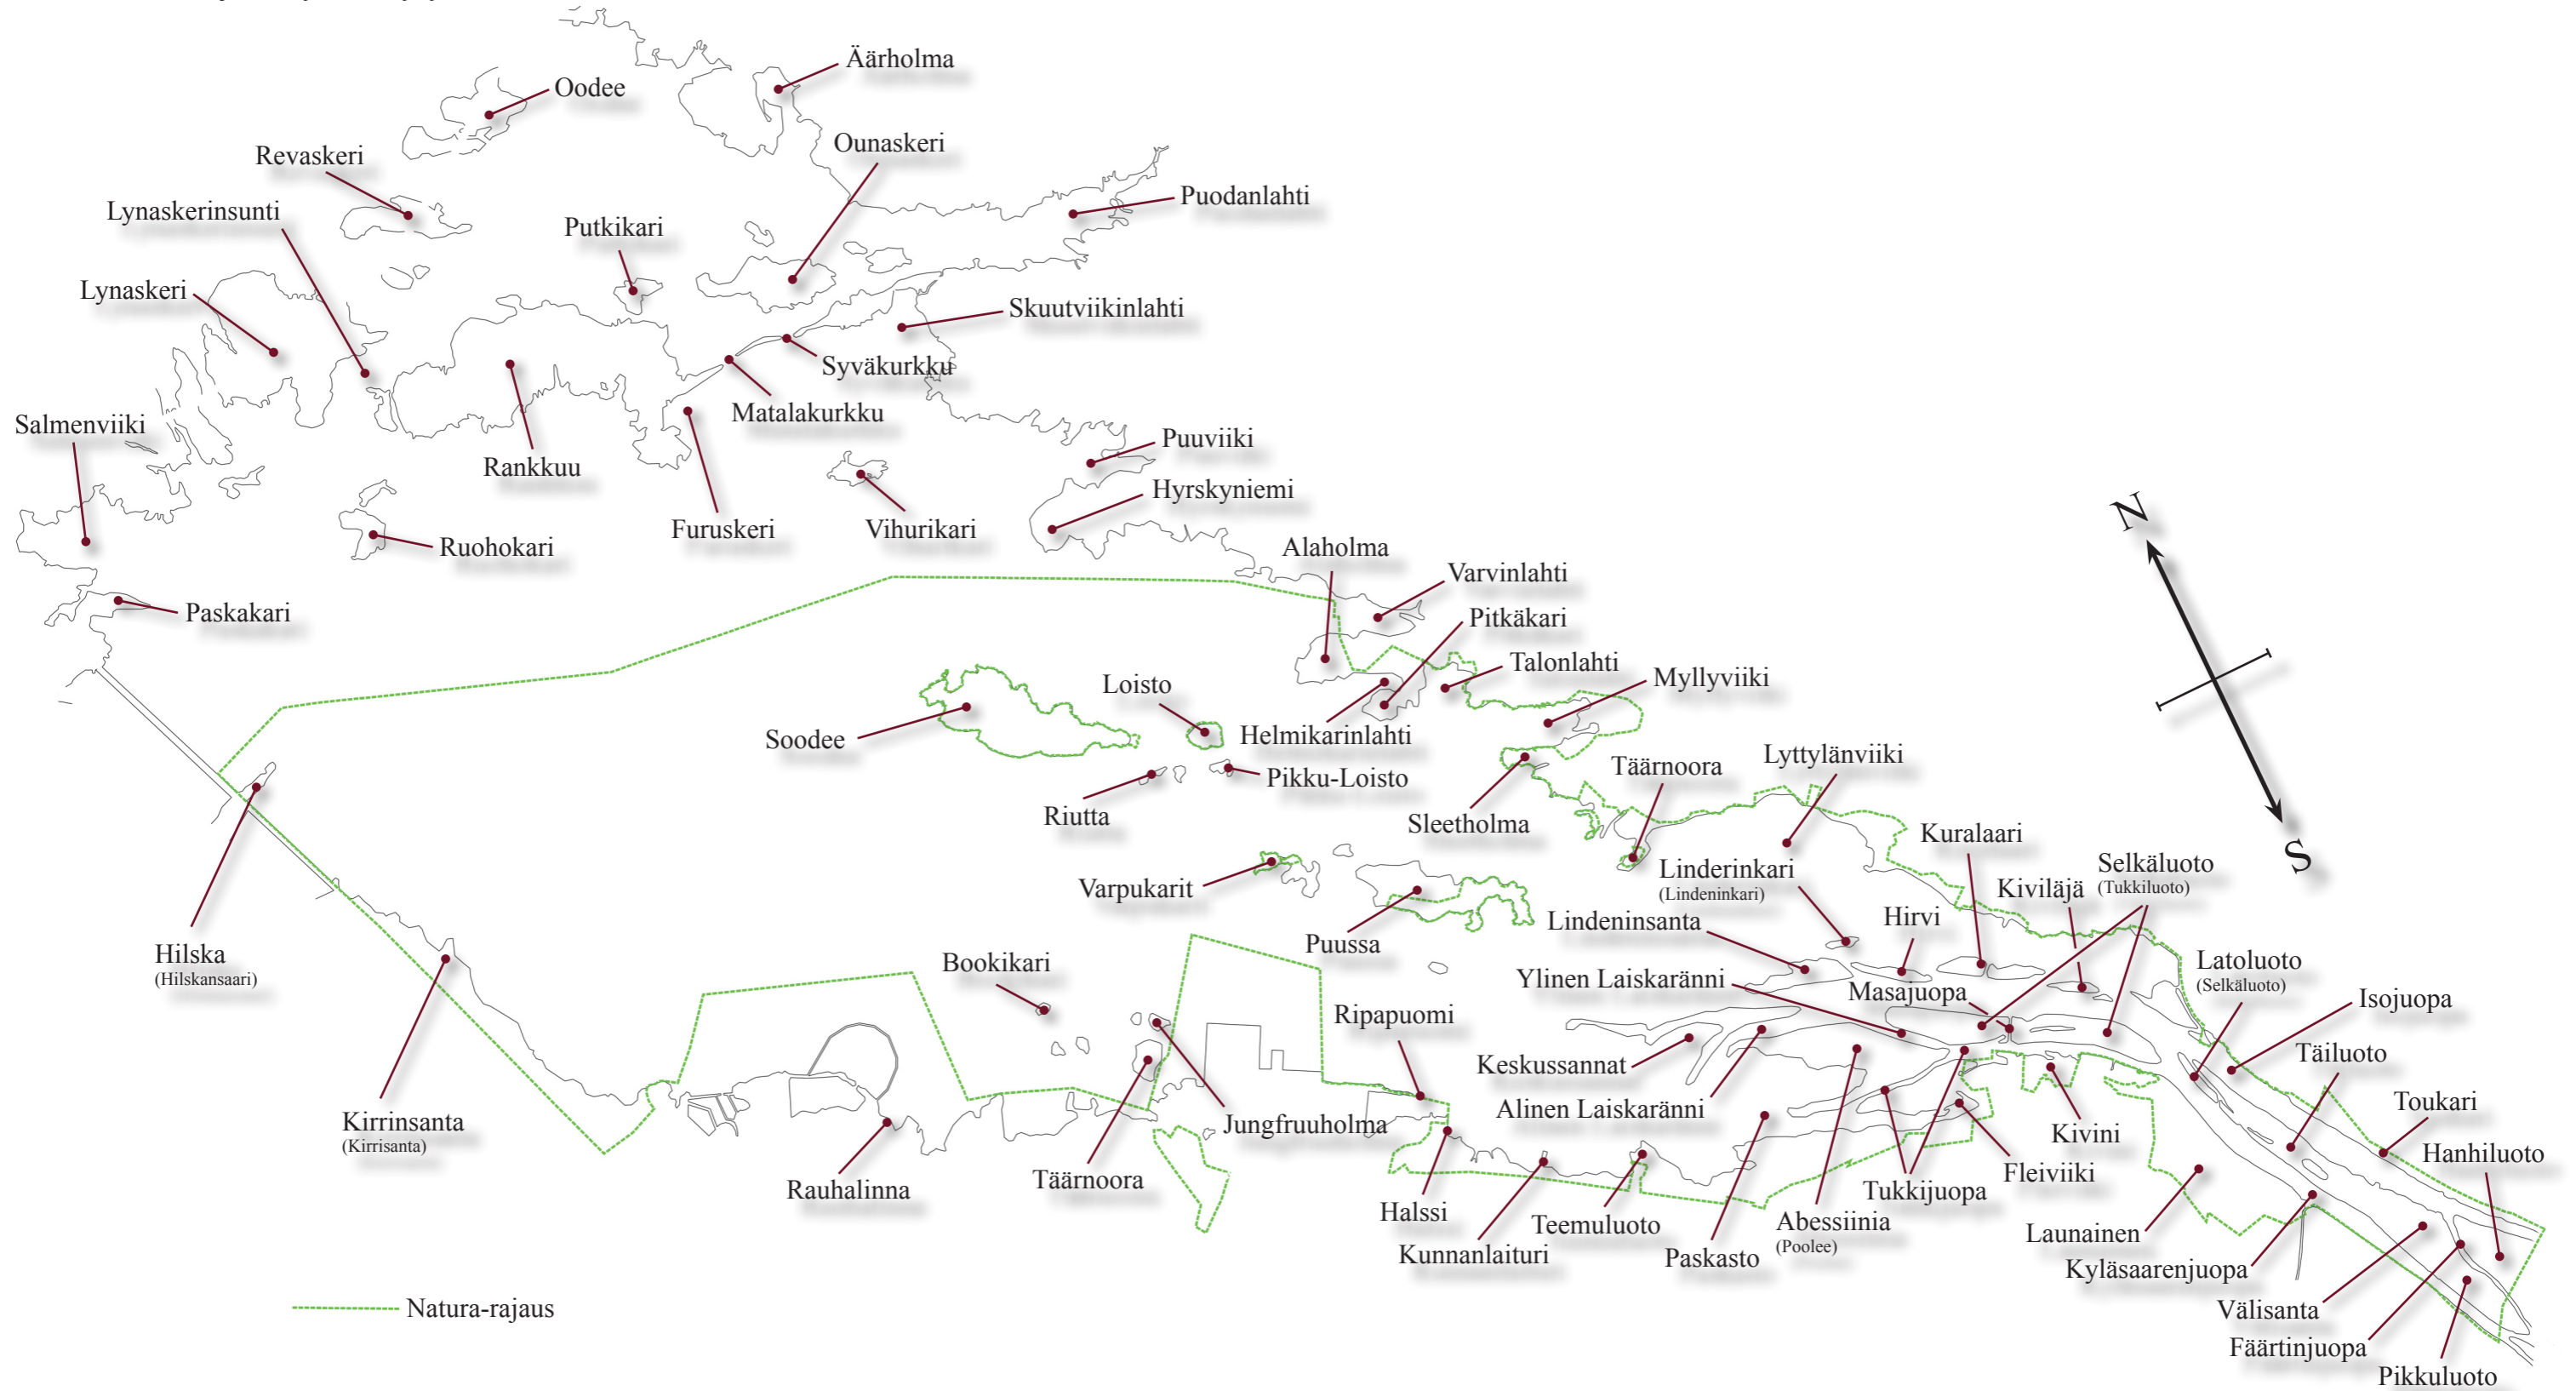 Äärholma
Oodee
Ounaskeri
Revaskeri
Puodanlahti
Lynaskerinsunti
Putkikari
Lynaskeri
Skuutviikinlahti
Syväkurkku
Matalakurkku
Salmenviiki
Puuviiki
Rankkuu
Hyrskyniemi
Furuskeri
Vihurikari
Ruohokari
Alaholma
Varvinlahti
Paskakari
Pitkäkari
Talonlahti
Myllyviiki
Loisto
Soodee
Helmikarinlahti
Pikku-Loisto
Riutta
Sleetholma
Täärnoora
Lyttylänviiki
Kuralaari
Linderinkari
(Lindeninkari)
Selkäluoto
(Tukkiluoto)
Kiviläjä
Varpukarit
Puussa
Lindeninsanta
Hirvi
Hilska
(Hilskansaari)
Bookikari
Ylinen Laiskaränni
Masajuopa
Latoluoto
(Selkäluoto)
Isojuopa
Ripapuomi
Täiluoto
Keskussannat
Alinen Laiskaränni
Toukari
Kirrinsanta
(Kirrisanta)
Jungfruuholma
Kivini
Hanhiluoto
Fleiviiki
Täärnoora
Rauhalinna
Tukkijuopa
Halssi
Teemuluoto
Abessiinia
(Poolee)
Launainen
Kunnanlaituri
Paskasto
Kyläsaarenjuopa
Välisanta
Natura-rajaus
Fäärtinjuopa
Pikkuluoto
N
S